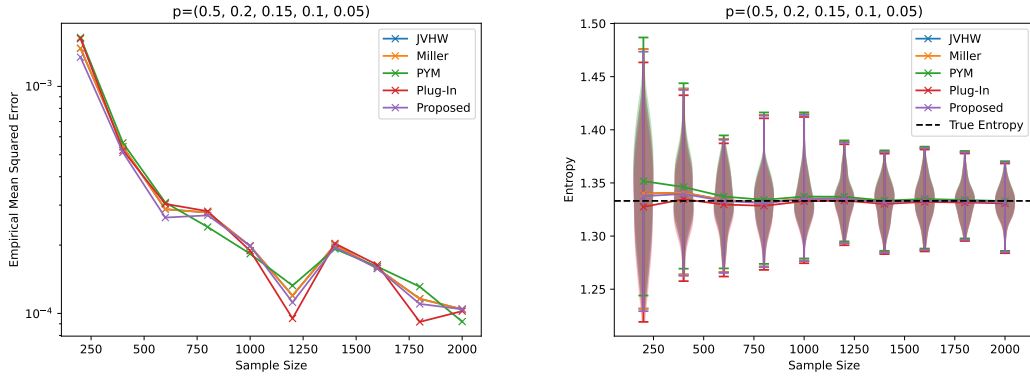 p=(0.5, 0.2, 0.15, 0.1, 0.05)
Empirical Mean Squared Error
10⁻³
10⁻⁴
JVHW
Miller
PYM
Plug-In
Proposed
250 500 750 1000 1250 1500 1750 2000
Sample Size
p=(0.5, 0.2, 0.15, 0.1, 0.05)
Entropy
1.50
1.45
1.40
1.35
1.30
1.25
JVHW
Miller
PYM
Plug-In
Proposed
True Entropy
250 500 750 1000 1250 1500 1750 2000
Sample Size